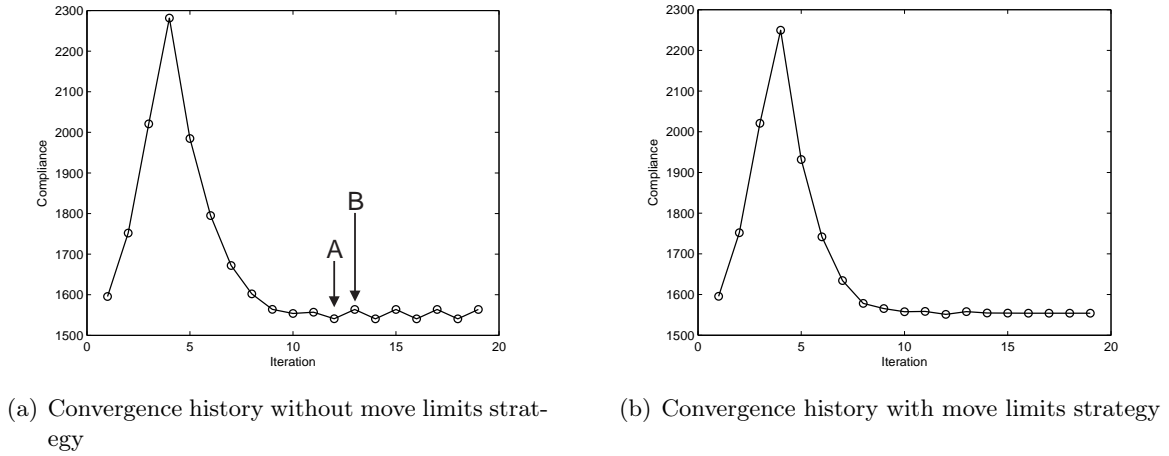 2300
2200
2100
2000
1900
1800
1700
1600
1500
Compliance
A
B
0 5 10 15 20
Iteration
(a) Convergence history without move limits strat-
egy
2300
2200
2100
2000
1900
1800
1700
1600
1500
Compliance
0 5 10 15 20
Iteration
(b) Convergence history with move limits strategy